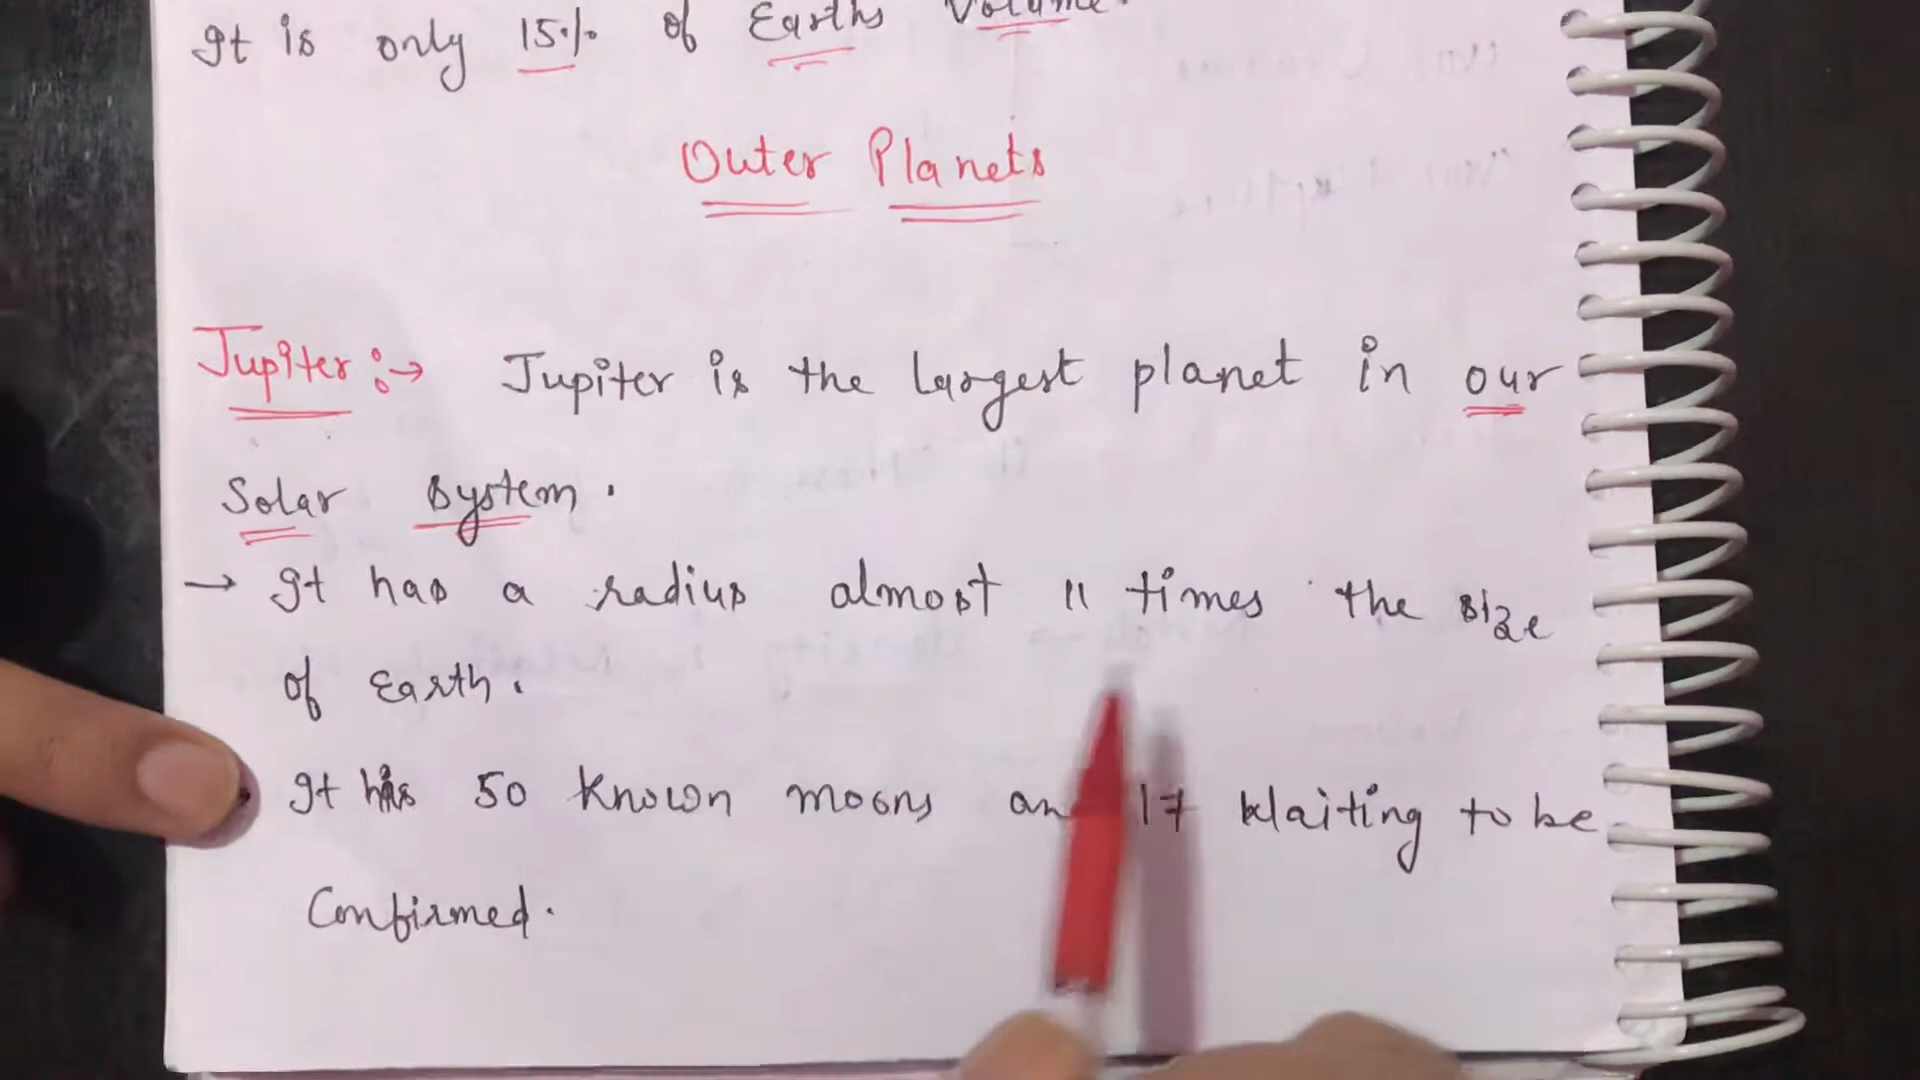 It is only 15% of Earths Volume.
Outer Planets
Jupiter :→ Jupiter is the largest planet in our
Solar System.
→ It has a radius almost 11 times the size
of Earth.
It has 50 known moons and 17 Waiting to be
Confirmed.